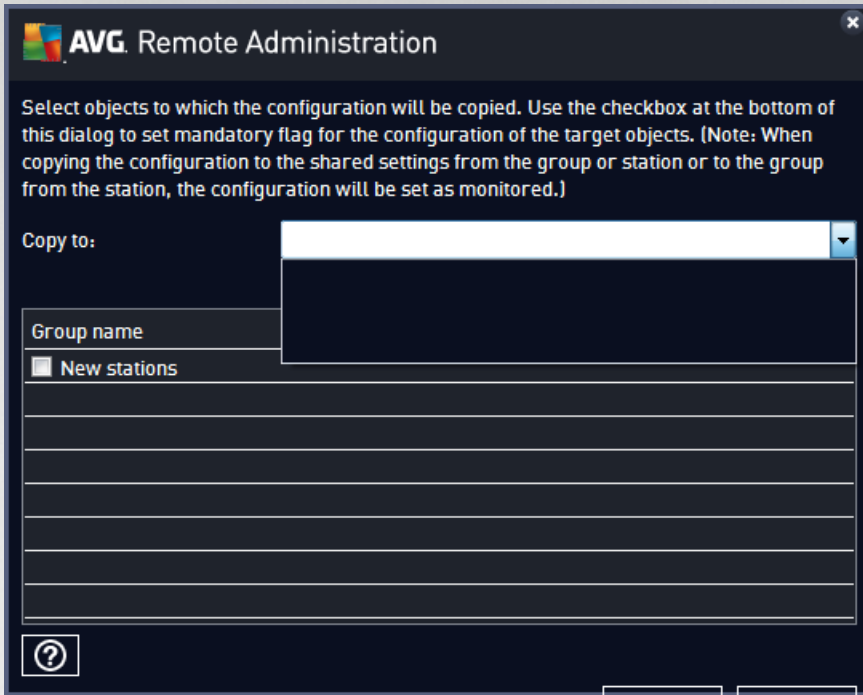 AVG. Remote Administration
Select objects to which the configuration will be copied. Use the checkbox at the bottom of
this dialog to set mandatory flag for the configuration of the target objects. (Note: When
copying the configuration to the shared settings from the group or station or to the group
from the station, the configuration will be set as monitored.)
Copy to:
Group name
New stations